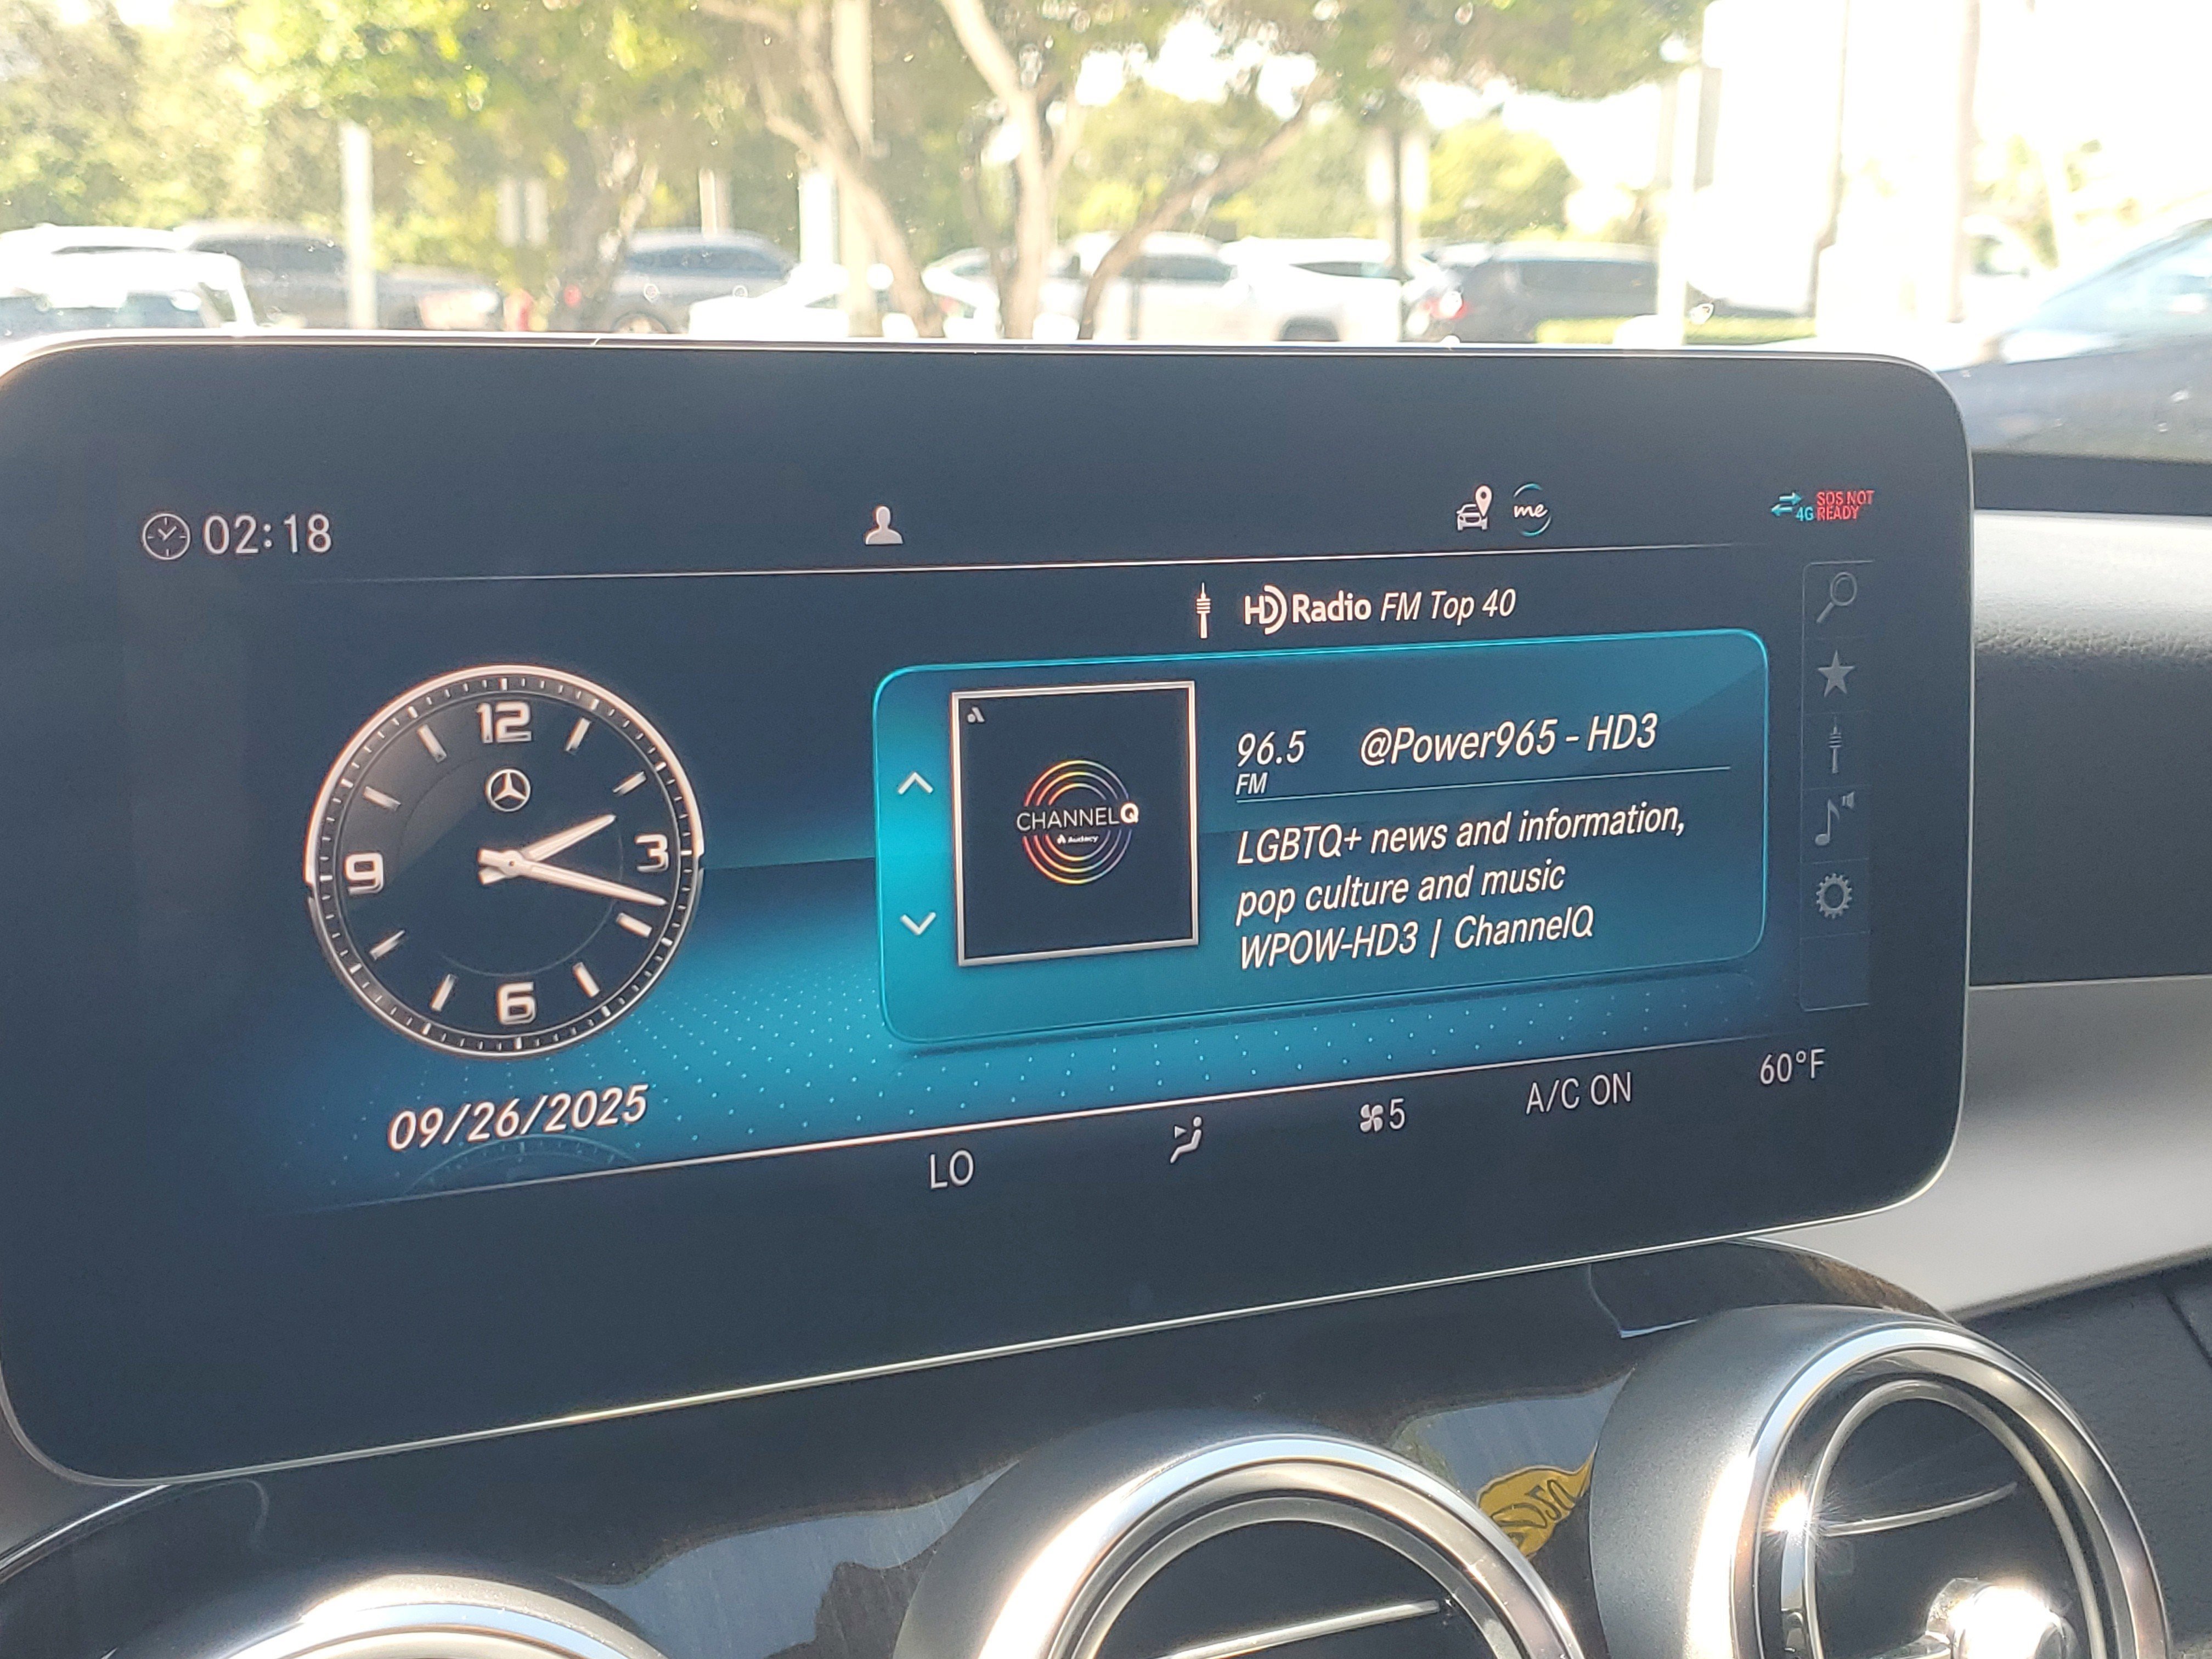 02:18
me
4G
SOS NOT
READY
HD Radio FM Top 40
12
3
6
9
CHANNELQ
Audacy
96.5
FM
@Power965 - HD3
LGBTQ+ news and information,
pop culture and music
WPOW-HD3 | ChannelQ
09/26/2025
LO
5
A/C ON
60°F